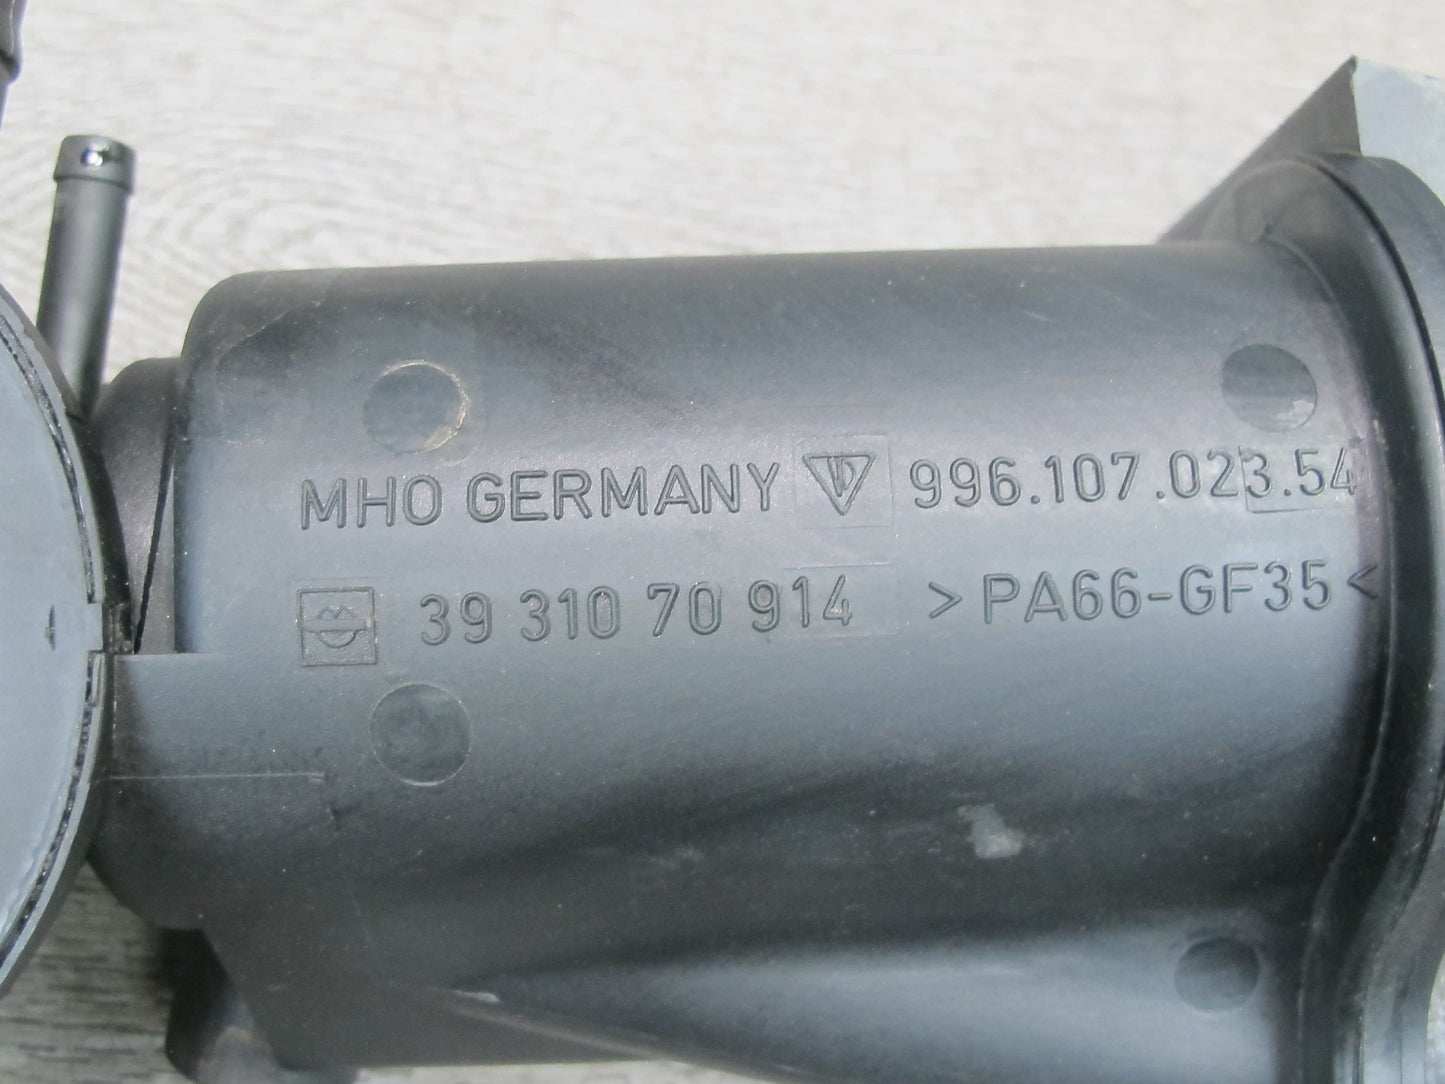 MHO GERMANY 996.107.023.54
39 310 70 914 >PA66-GF35<